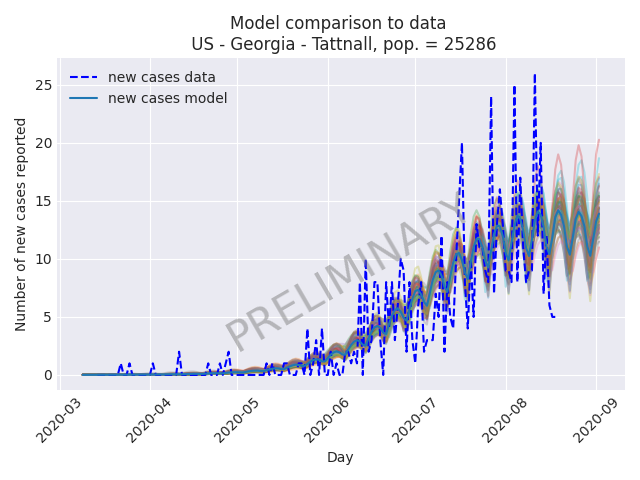 Model comparison to data
US - Georgia - Tattnall, pop. = 25286
new cases data
new cases model
Number of new cases reported
25
20
15
10
5
0
PRELIMINARY
2020-03
2020-04
2020-05
2020-06
2020-07
2020-08
2020-09
Day